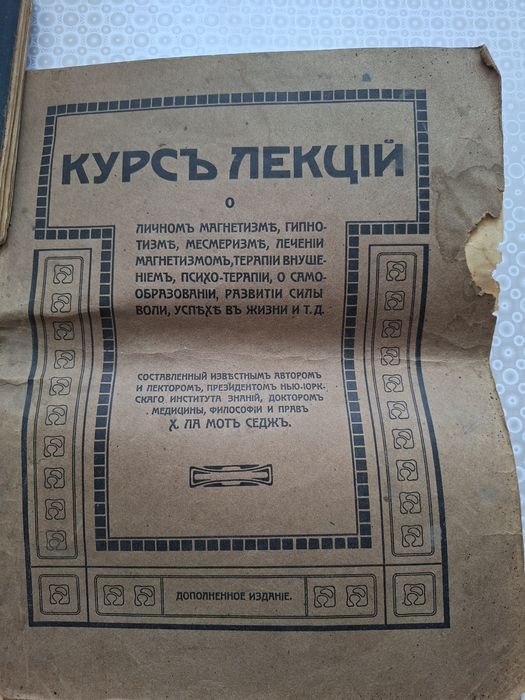 КУРСЪ ЛЕКЦІЙ
О
ЛИЧНОМЪ МАГНЕТИЗМѢ, ГИПНО-
ТИЗМѢ, МЕСМЕРИЗМѢ, ЛЕЧЕНІИ
МАГНЕТИЗМОМЪ, ТЕРАПІИ ВНУШЕ-
НІЕМЪ, ПСИХО-ТЕРАПІИ, О САМО-
ОБРАЗОВАНІИ, РАЗВИТІИ СИЛЫ
ВОЛИ, УСПѢХѢ ВЪ ЖИЗНИ И Т. Д.
СОСТАВЛЕННЫЙ ИЗВѢСТНЫМЪ АВТОРОМЪ
И ЛЕКТОРОМЪ, ПРЕЗИДЕНТОМЪ НЬЮ-ІОРК-
СКАГО ИНСТИТУТА ЗНАНІЙ, ДОКТОРОМЪ
МЕДИЦИНЫ, ФИЛОСОФІИ И ПРАВЪ
Х. ЛА МОТЪ СЕДЖЪ.
ДОПОЛНЕННОЕ ИЗДАНІЕ.